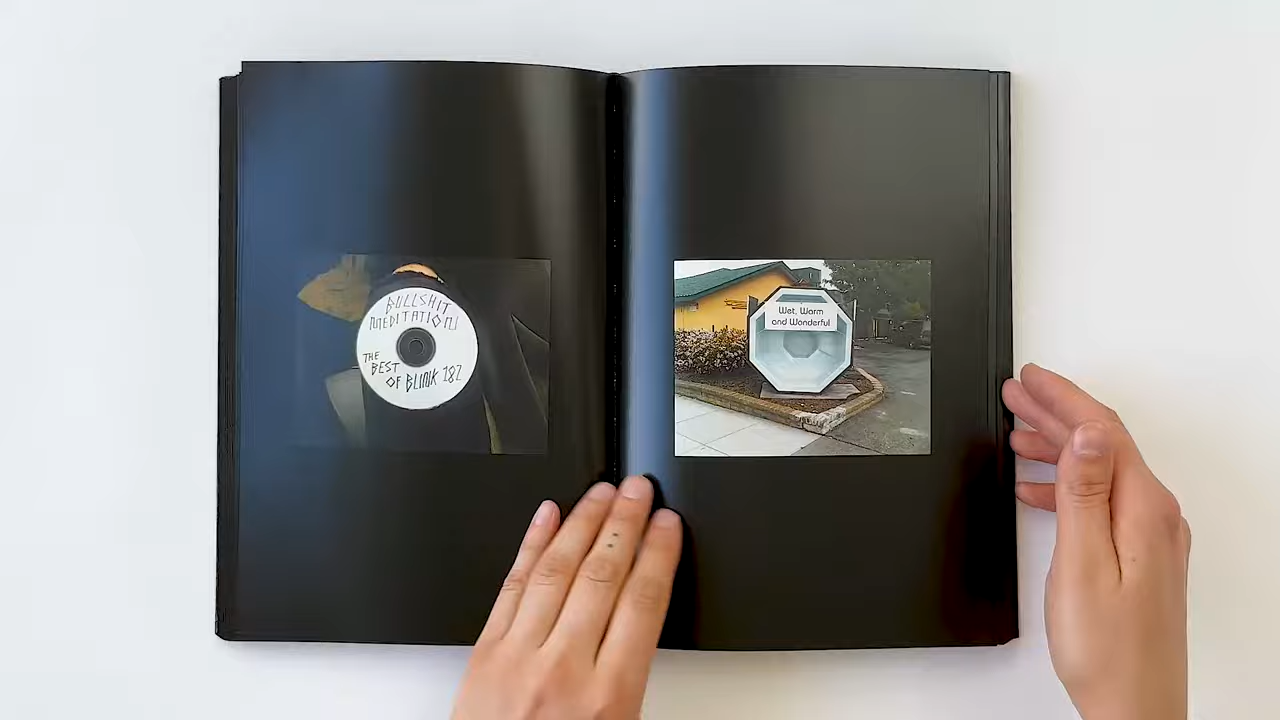 BULLSHIT
MEDITATION
THE
BEST
OF BLINK 182
Wet, Warm
and Wonderful